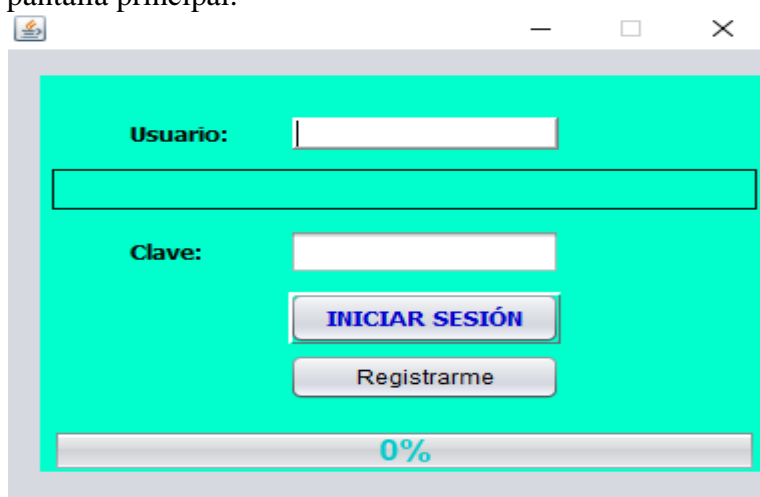 pantalla principal.
Usuario:
Clave:
INICIAR SESIÓN
Registrarme
0%